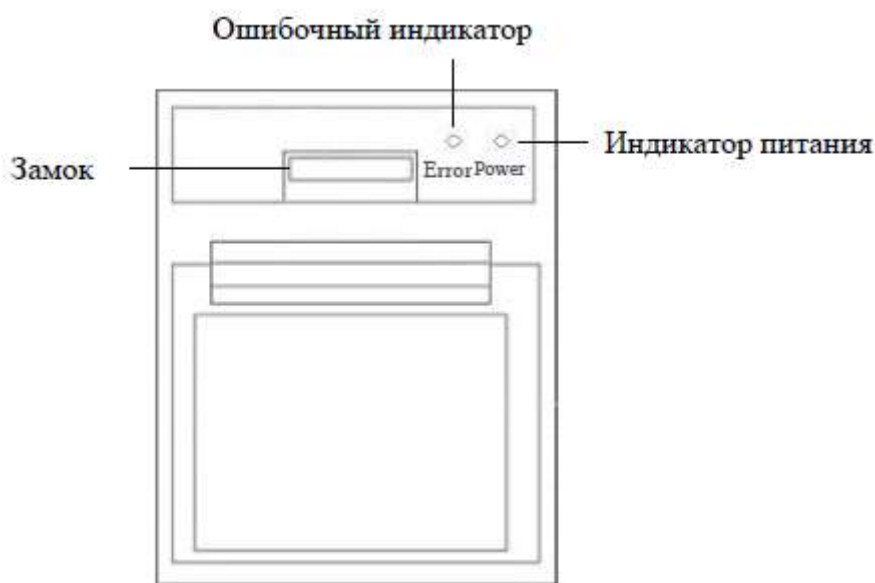 Ошибочный индикатор
Индикатор питания
Замок
Error Power